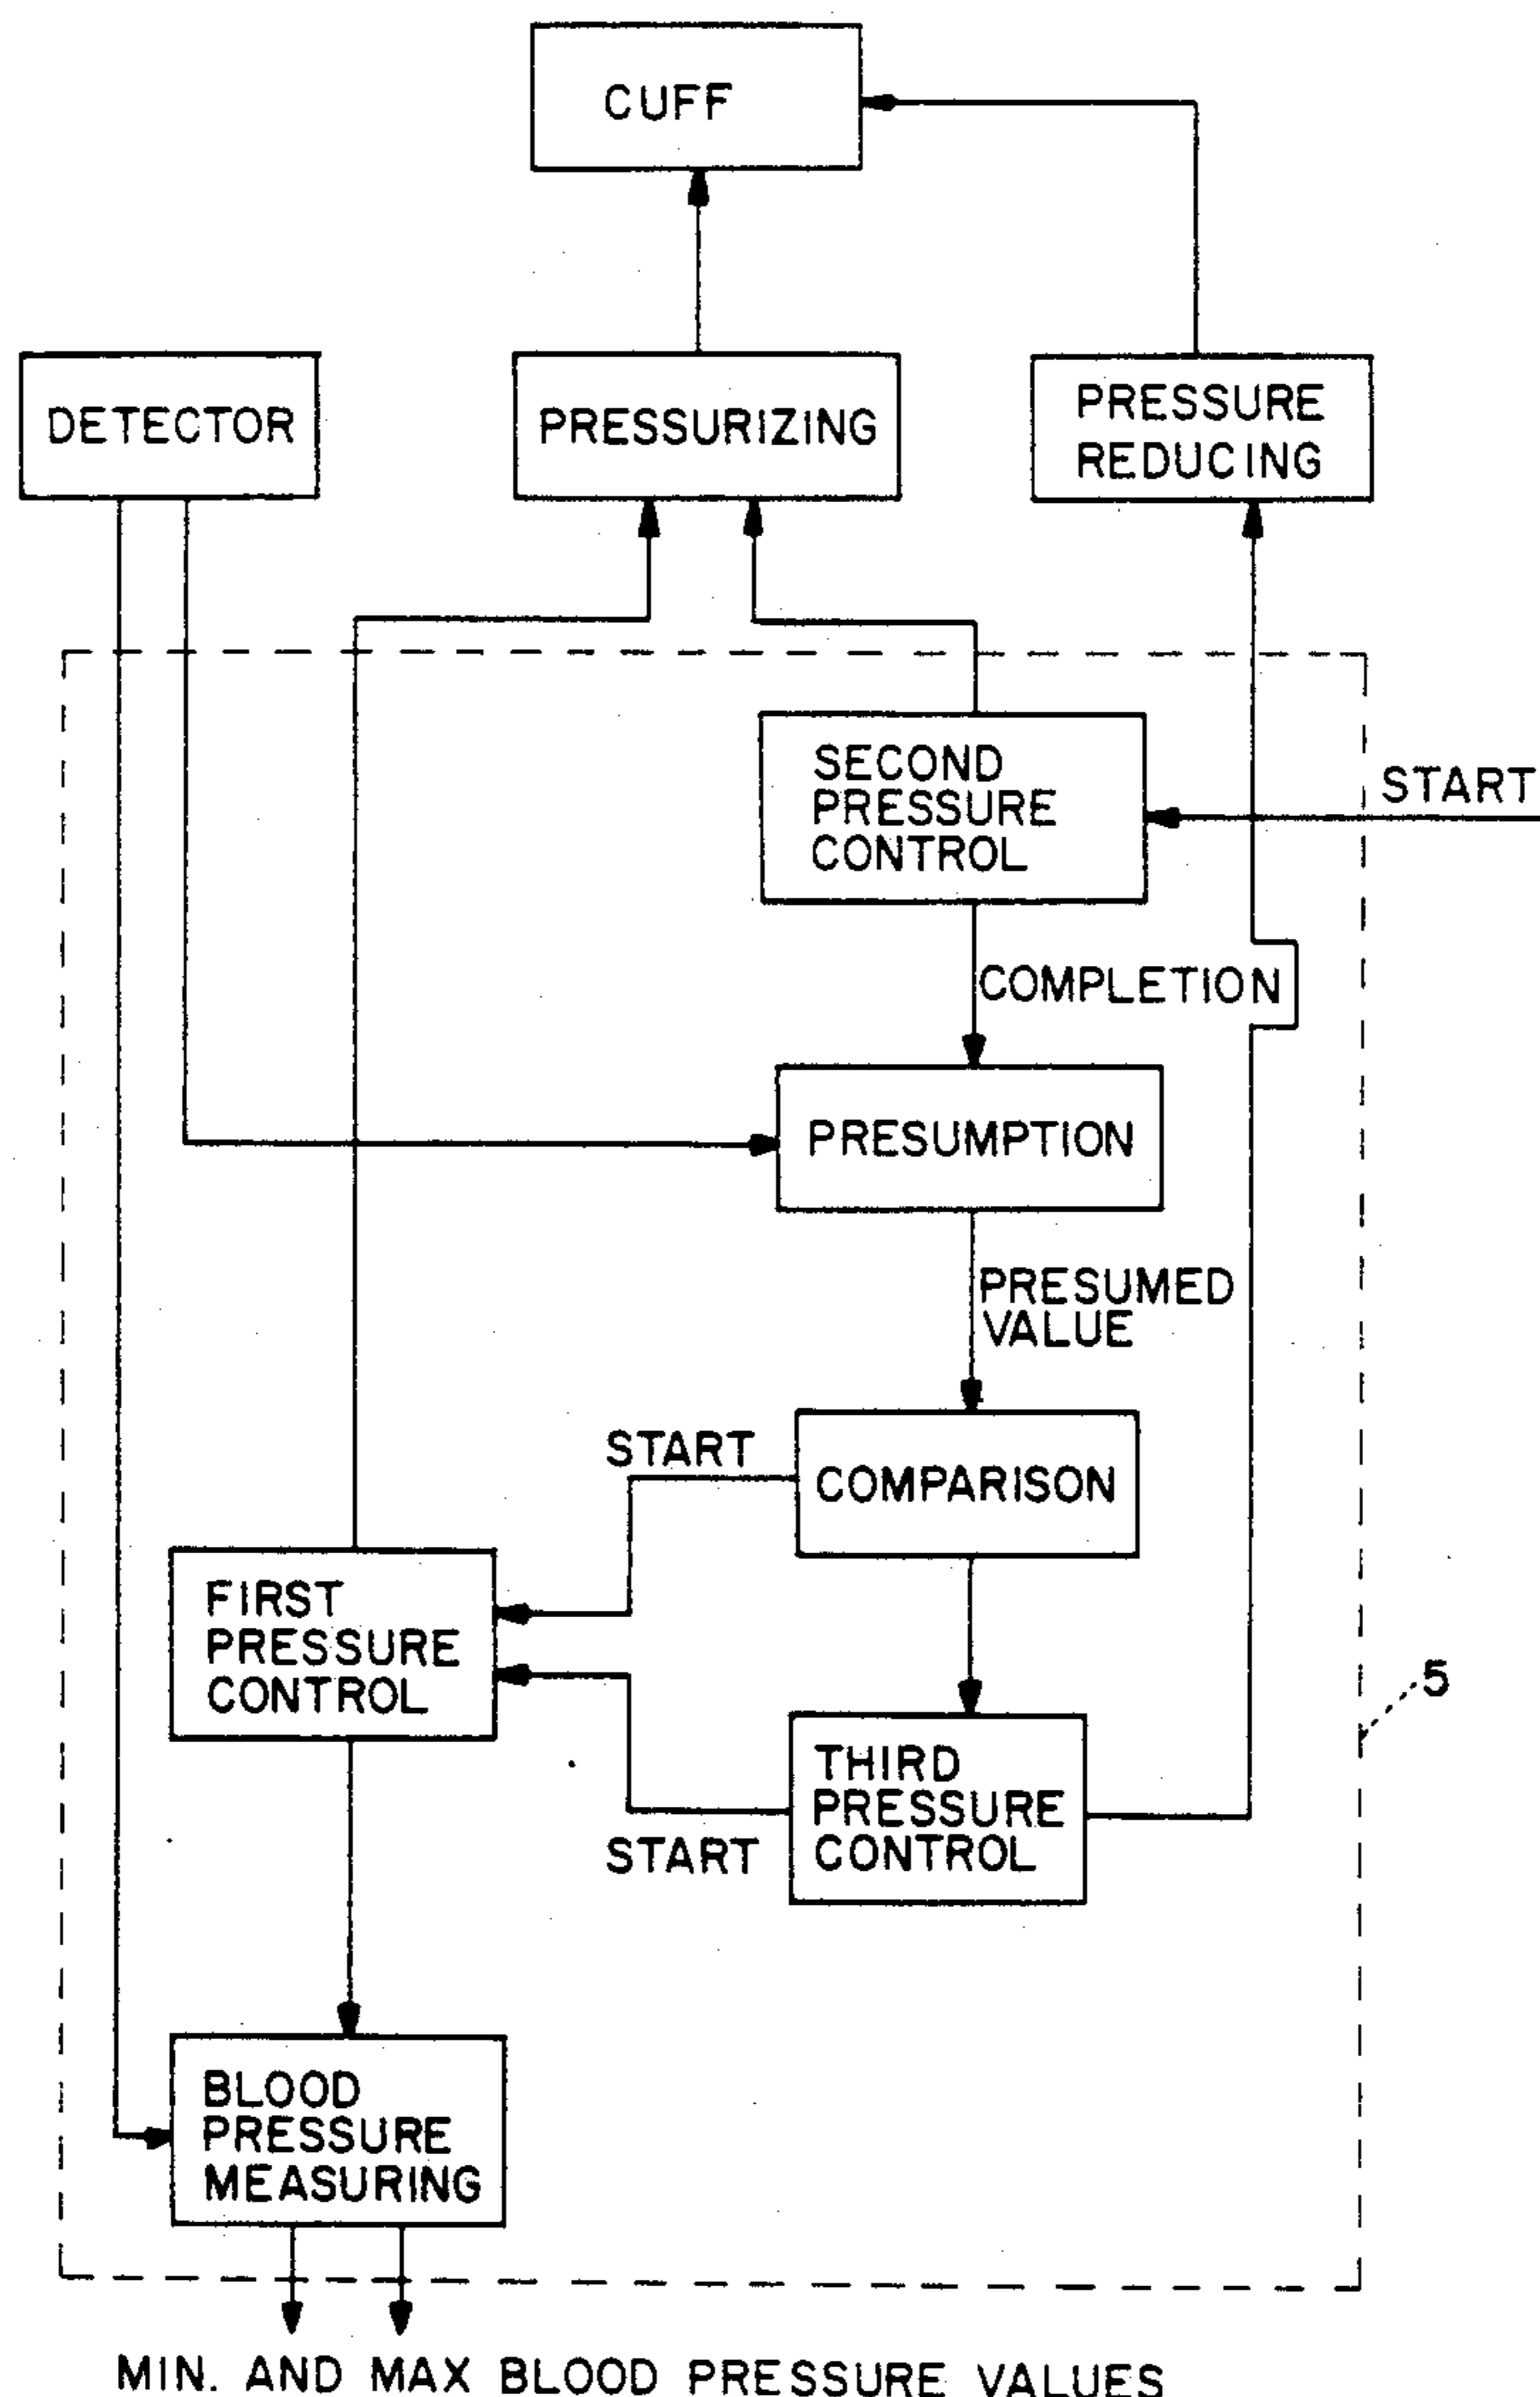 CUFF
DETECTOR
PRESSURIZING
PRESSURE
REDUCING
SECOND
PRESSURE
CONTROL
START
COMPLETION
PRESUMPTION
PRESUMED
VALUE
START
COMPARISON
FIRST
PRESSURE
CONTROL
5
THIRD
PRESSURE
CONTROL
START
BLOOD
PRESSURE
MEASURING
MIN. AND MAX BLOOD PRESSURE VALUES